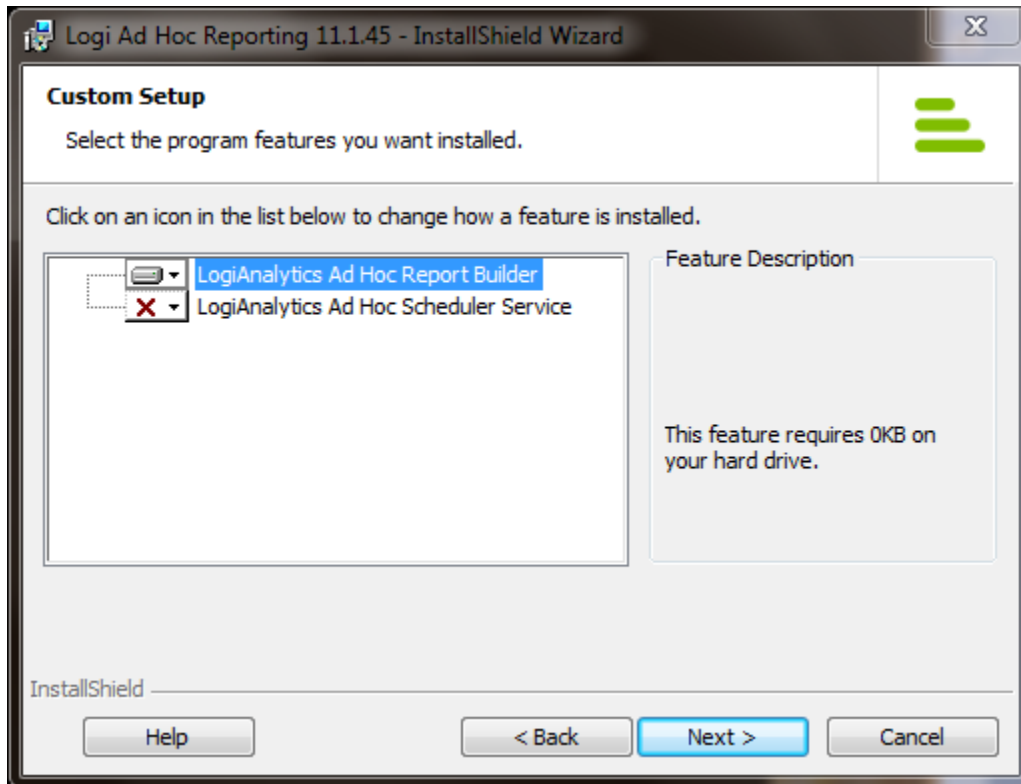 Logi Ad Hoc Reporting 11.1.45 - InstallShield Wizard
Custom Setup
Select the program features you want installed.
Click on an icon in the list below to change how a feature is installed.
LogiAnalytics Ad Hoc Report Builder
LogiAnalytics Ad Hoc Scheduler Service
Feature Description
This feature requires 0KB on
your hard drive.
InstallShield
Help
< Back
Next >
Cancel